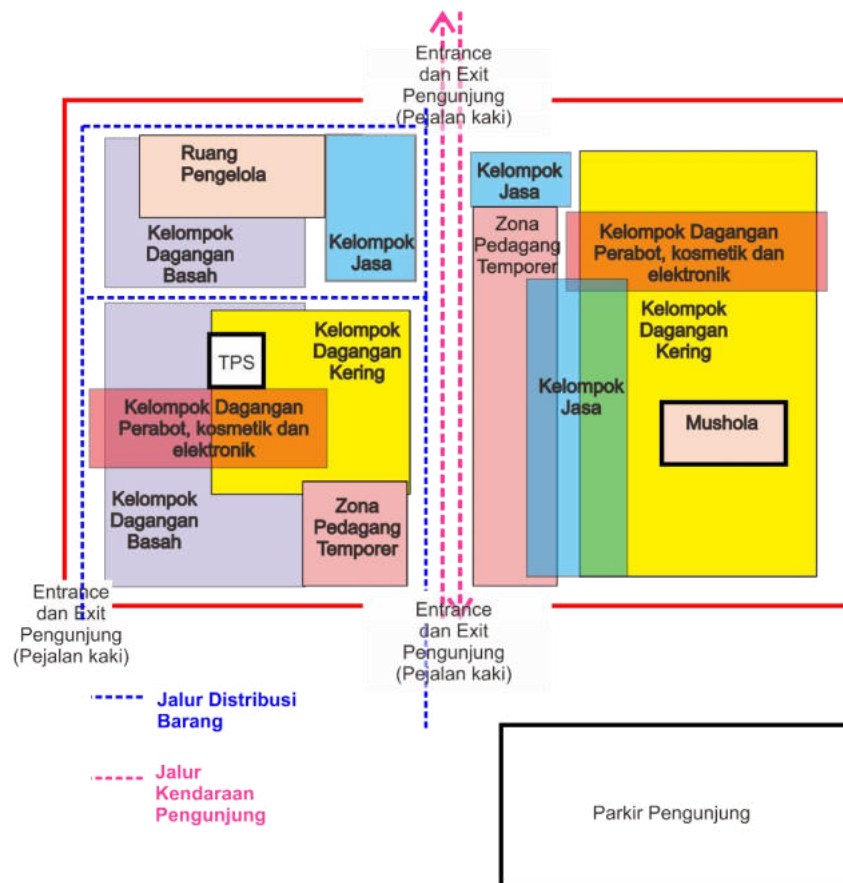 Entrance
dan Exit
Pengunjung
(Pejalan kaki)
Ruang
Pengelola
Kelompok
Dagangan
Basah
Kelompok
Jasa
Kelompok
Jasa
Zona
Pedagang
Temporer
Kelompok Dagangan
Perabot, kosmetik dan
elektronik
Kelompok
Dagangan
Kering
TPS
Kelompok
Dagangan
Kering
Kelompok Dagangan
Perabot, kosmetik dan
elektronik
Kelompok
Jasa
Mushola
Kelompok
Dagangan
Basah
Zona
Pedagang
Temporer
Entrance
dan Exit
Pengunjung
(Pejalan kaki)
Entrance
dan Exit
Pengunjung
(Pejalan kaki)
Jalur Distribusi
Barang
Jalur
Kendaraan
Pengunjung
Parkir Pengunjung